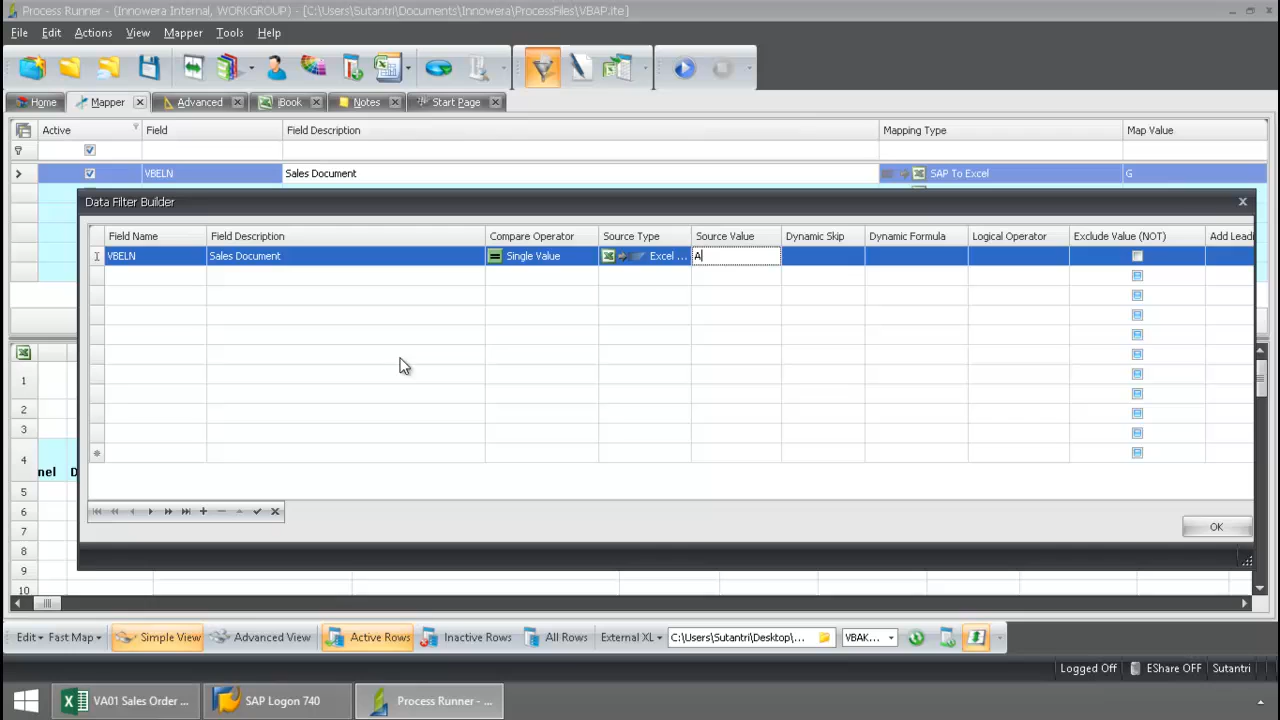 Process Runner - (Innowera Internal, WORKGROUP) - [C:\Users\Sutantri\Documents\Innowera\ProcessFiles\VBAP.ite]
File Edit Actions View Mapper Tools Help
Home Mapper Advanced iBook Notes Start Page
Active Field Field Description Mapping Type Map Value
VBELN Sales Document SAP To Excel G
Data Filter Builder
Field Name Field Description Compare Operator Source Type Source Value Dynamic Skip Dynamic Formula Logical Operator Exclude Value (NOT) Add Leadi
VBELN Sales Document Single Value Excel ... A
1
2
3
4 nel D
5
6
7
8
9
10
OK
Edit Fast Map Simple View Advanced View Active Rows Inactive Rows All Rows External XL C:\Users\Sutantri\Desktop\... VBAK...
Logged Off EShare OFF Sutantri
VA01 Sales Order ... SAP Logon 740 Process Runner - ...